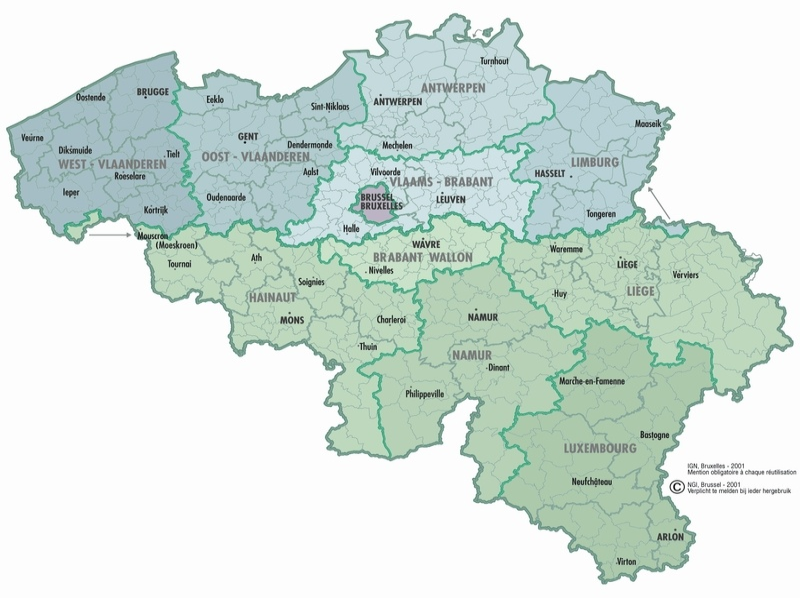 Turnhout
ANTWERPEN
BRUGGE
Oostende
ANTWERPEN
Eeklo
Sint-Niklaas
Maaseik
Veurne
GENT
Diksmuide
Dendermonde
Mechelen
Tielt
OOST - VLAANDEREN
WEST - VLAANDEREN
LIMBURG
Roeselare
Aalst
Vilvoorde
HASSELT
VLAAMS - BRABANT
Ieper
Oudenaarde
BRUSSEL
BRUXELLES
LEUVEN
Kortrijk
Tongeren
Halle
Mouscron
(Moeskroen)
WAVRE
Waremme
Ath
BRABANT WALLON
Tournai
LIÈGE
Nivelles
Verviers
Soignies
Huy
LIÈGE
HAINAUT
MONS
Charleroi
NAMUR
Thuin
NAMUR
Dinant
Marche-en-Famenne
Philippeville
Bastogne
LUXEMBOURG
IGN, Bruxelles - 2001
Mention obligatoire à chaque réutilisation
Neufchâteau
© NGI, Brussel - 2001
Verplicht te melden bij ieder hergebruik
ARLON
Virton